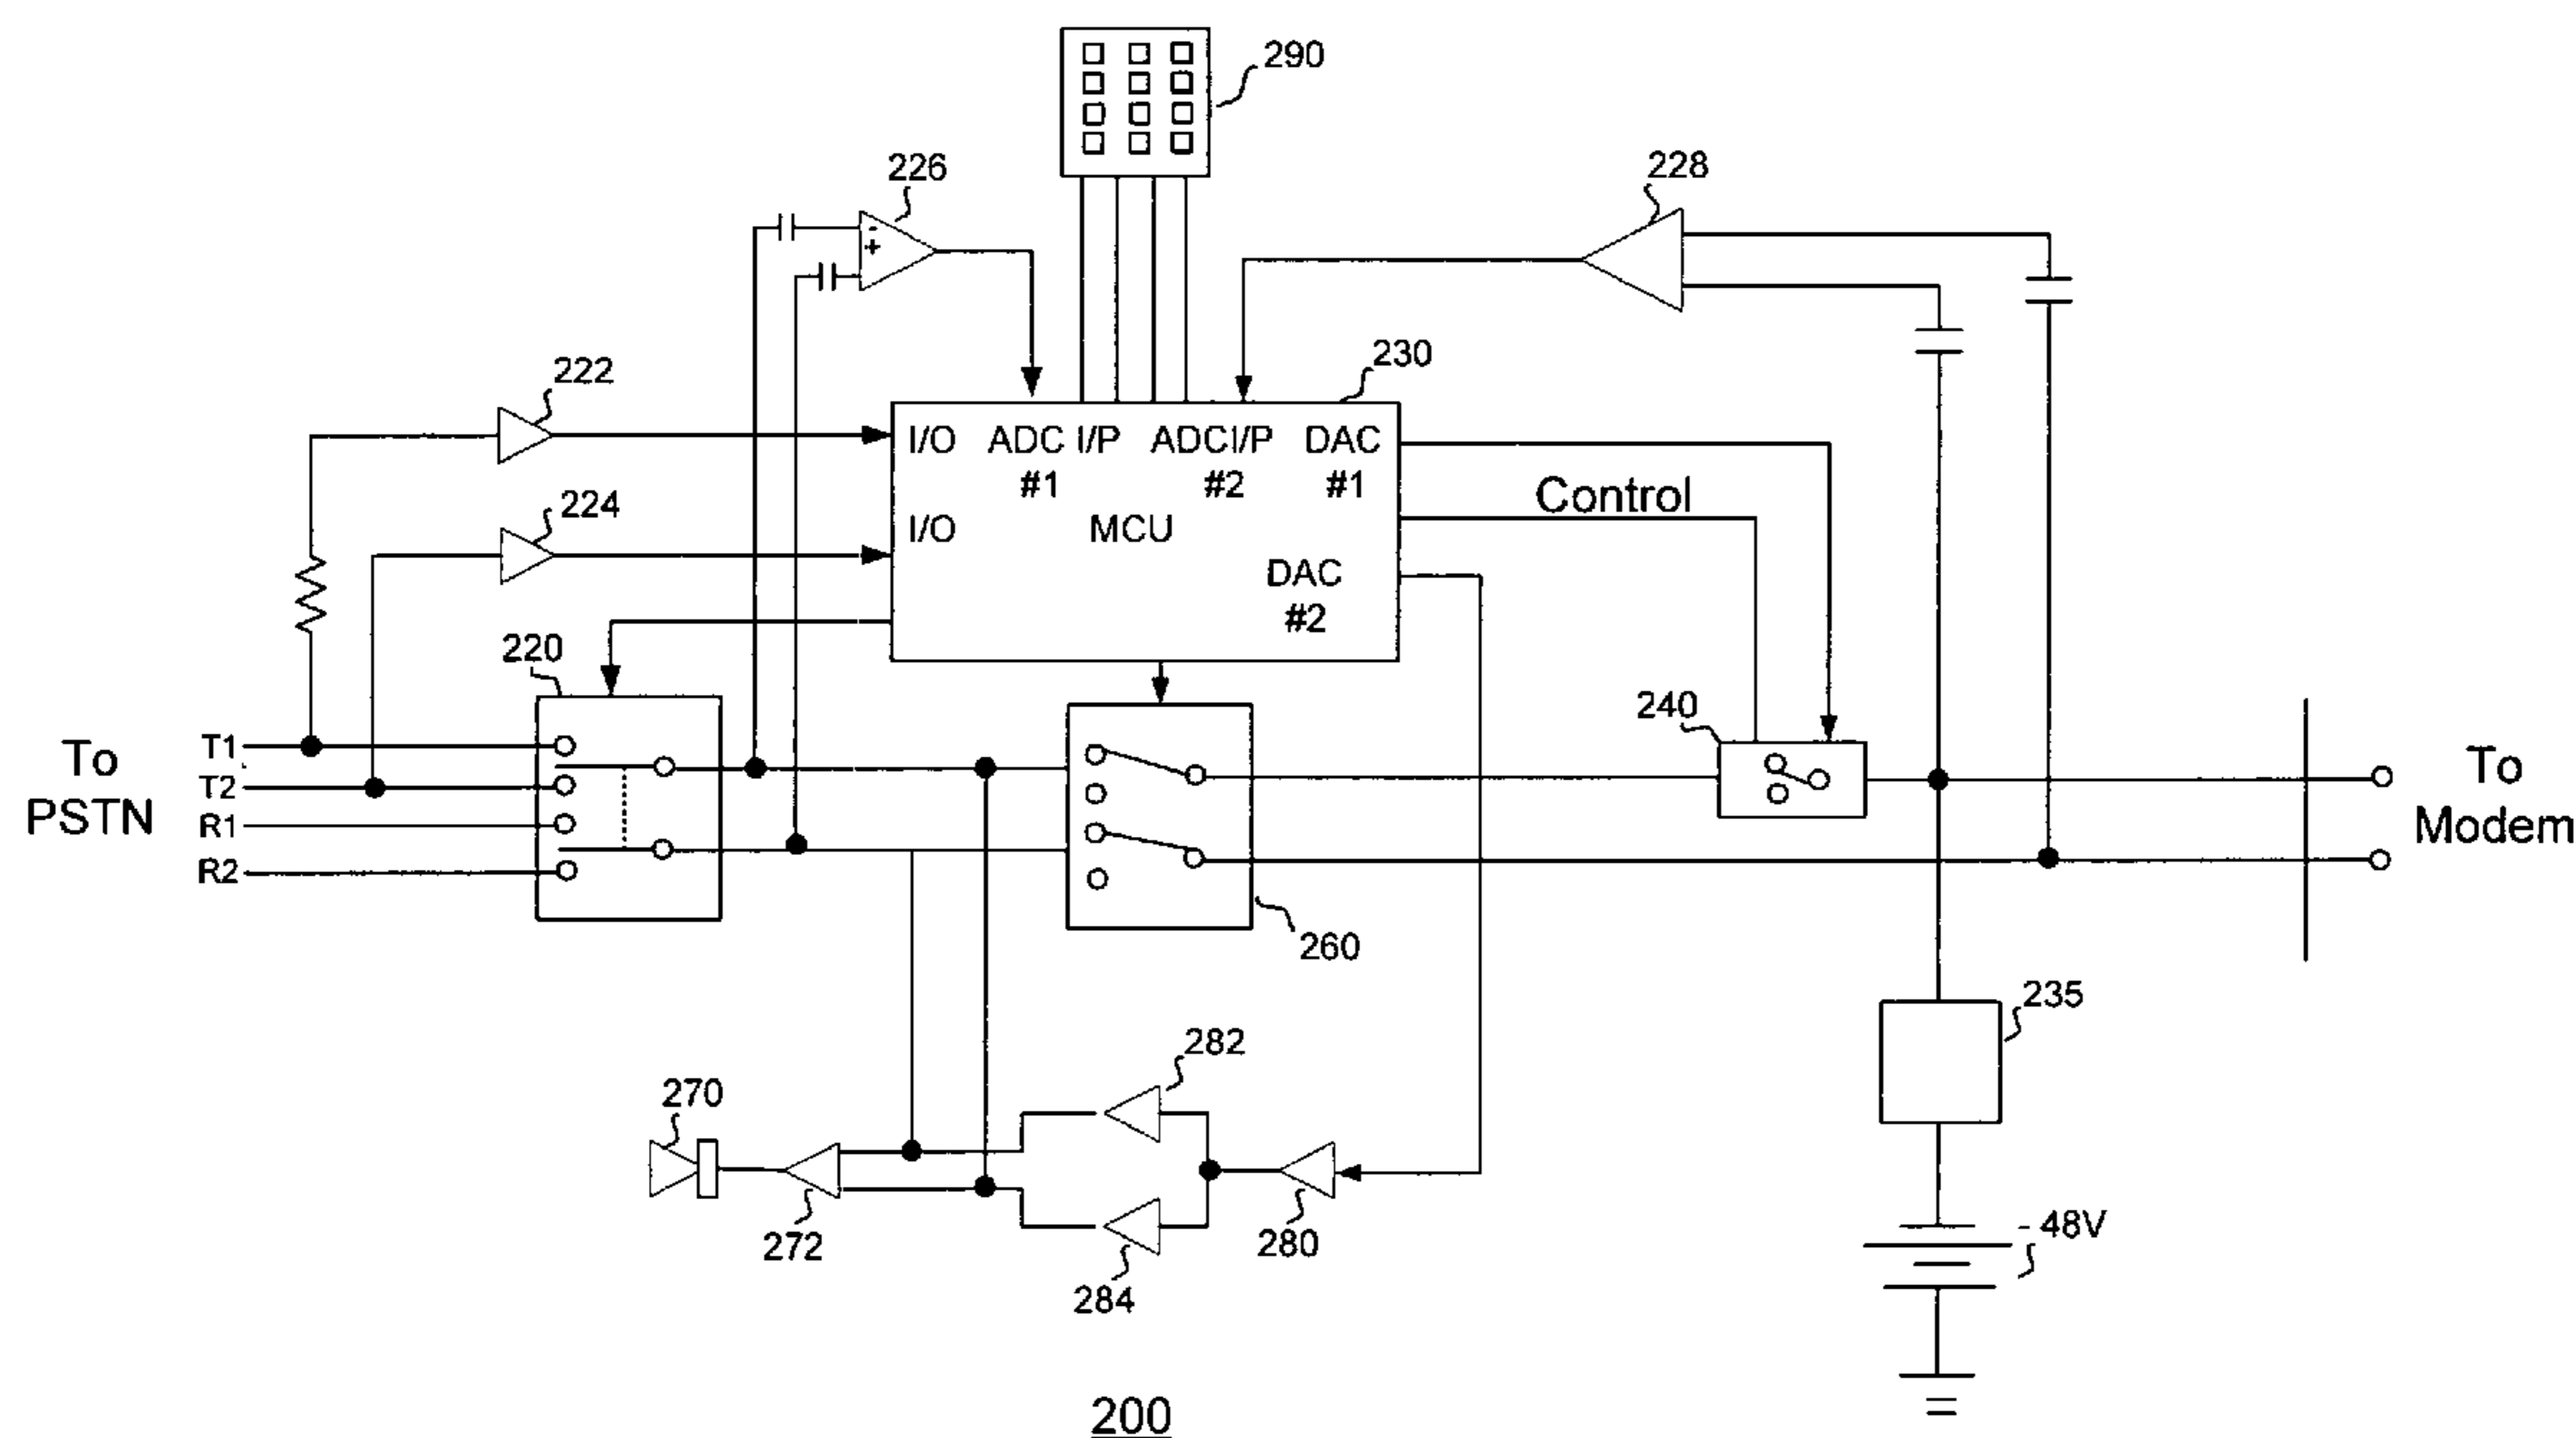 290
226
228
222
230
224
I/O ADC I/P ADCI/P DAC
#1 #2 #1
Control
I/O MCU
DAC
#2
220
240
To
PSTN
T1
T2
R1
R2
To
Modem
260
235
282
270
- 48V
272
280
284
200